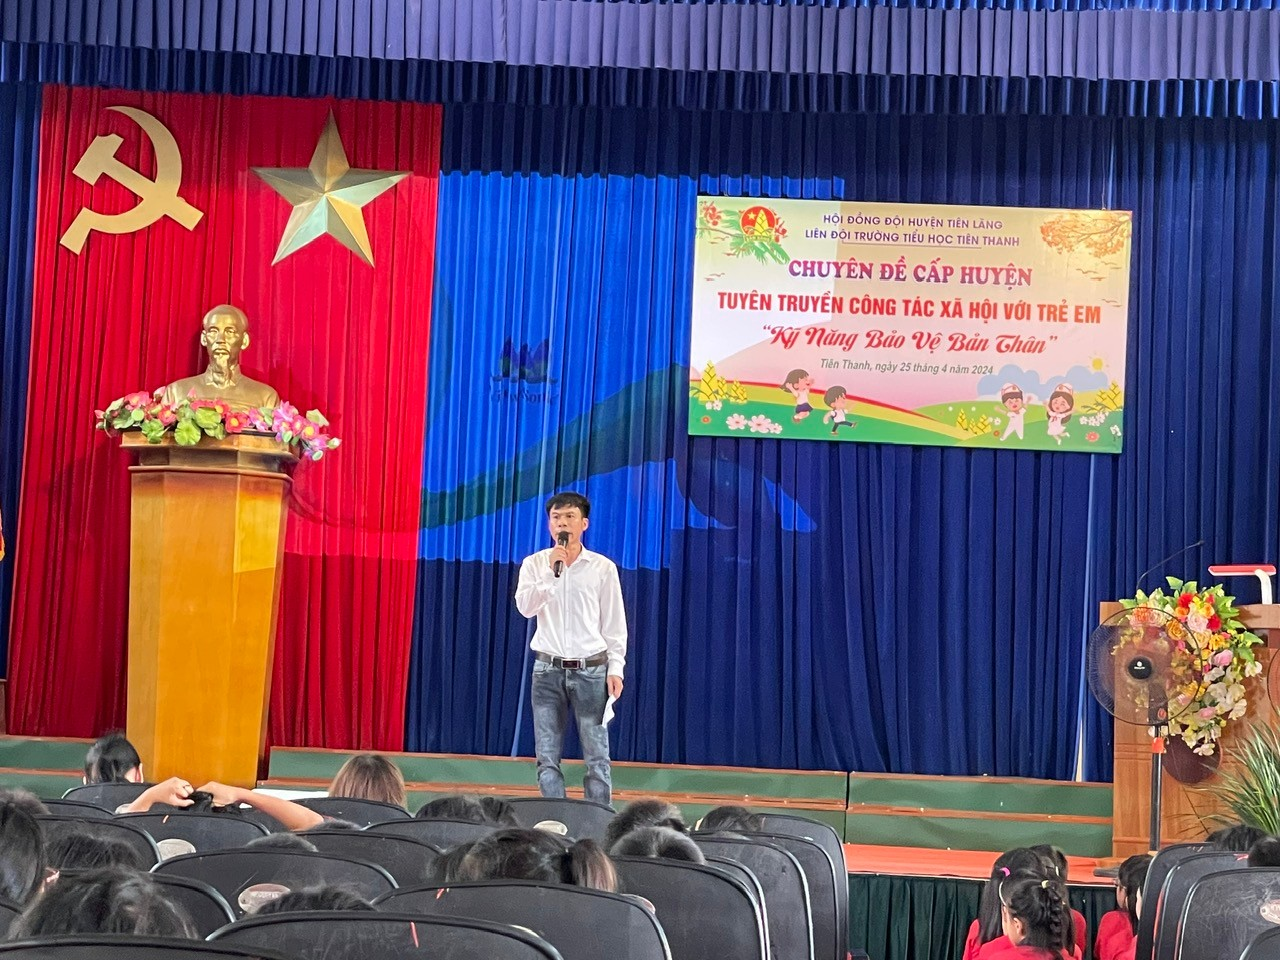 HỘI ĐỒNG ĐỘI HUYỆN TIÊN LÃNG
LIÊN ĐỘI TRƯỜNG TIỂU HỌC TIÊN THANH
CHUYÊN ĐỀ CẤP HUYỆN
TUYÊN TRUYỀN CÔNG TÁC XÃ HỘI VỚI TRẺ EM
"Kỹ Năng Bảo Vệ Bản Thân"
Tiên Thanh, ngày 25 tháng 4 năm 2024